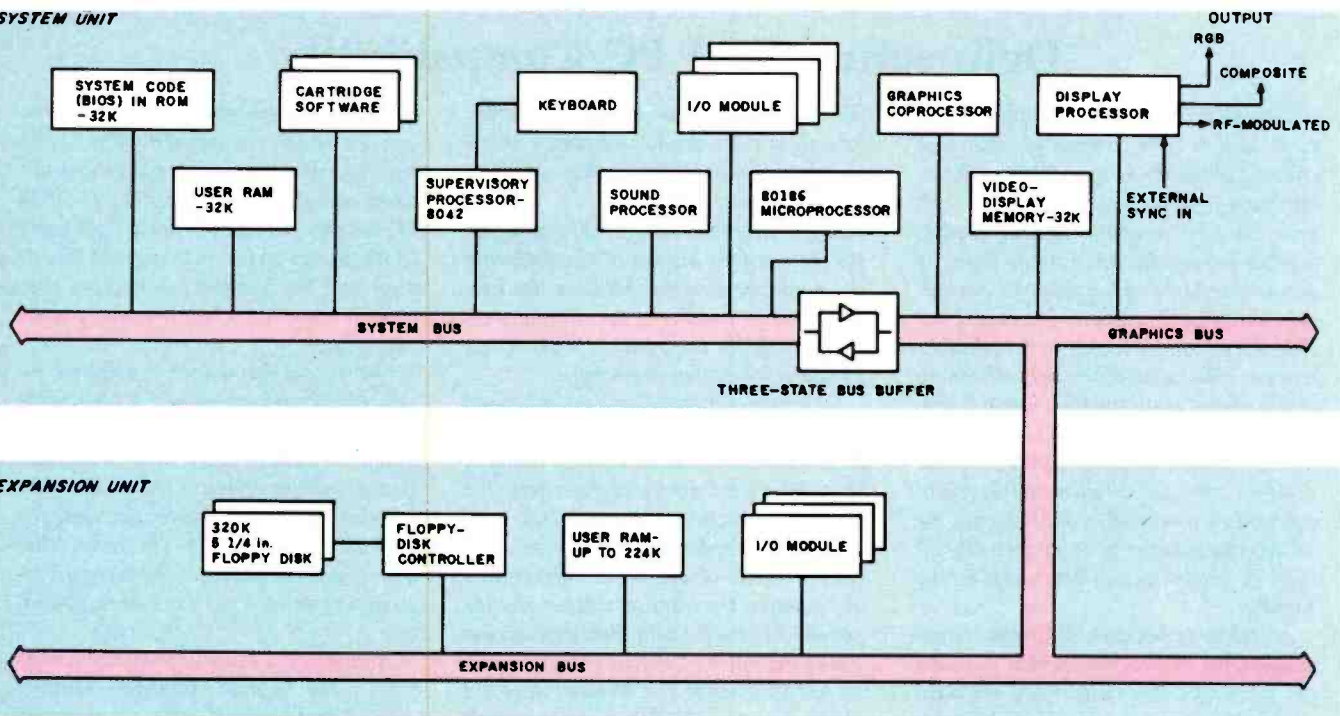 SYSTEM UNIT
SYSTEM CODE
(BIOS) IN ROM
-32K
USER RAM
-32K
CARTRIDGE
SOFTWARE
SUPERVISORY
PROCESSOR-
8042
KEYBOARD
SOUND
PROCESSOR
I/O MODULE
80186
MICROPROCESSOR
GRAPHICS
COPROCESSOR
VIDEO-
DISPLAY
MEMORY-32K
DISPLAY
PROCESSOR
OUTPUT
RGB
COMPOSITE
RF-MODULATED
EXTERNAL
SYNC IN
SYSTEM BUS
GRAPHICS BUS
THREE-STATE BUS BUFFER
EXPANSION UNIT
320K
5 1/4 in.
FLOPPY DISK
FLOPPY-
DISK
CONTROLLER
USER RAM-
UP TO 224K
I/O MODULE
EXPANSION BUS